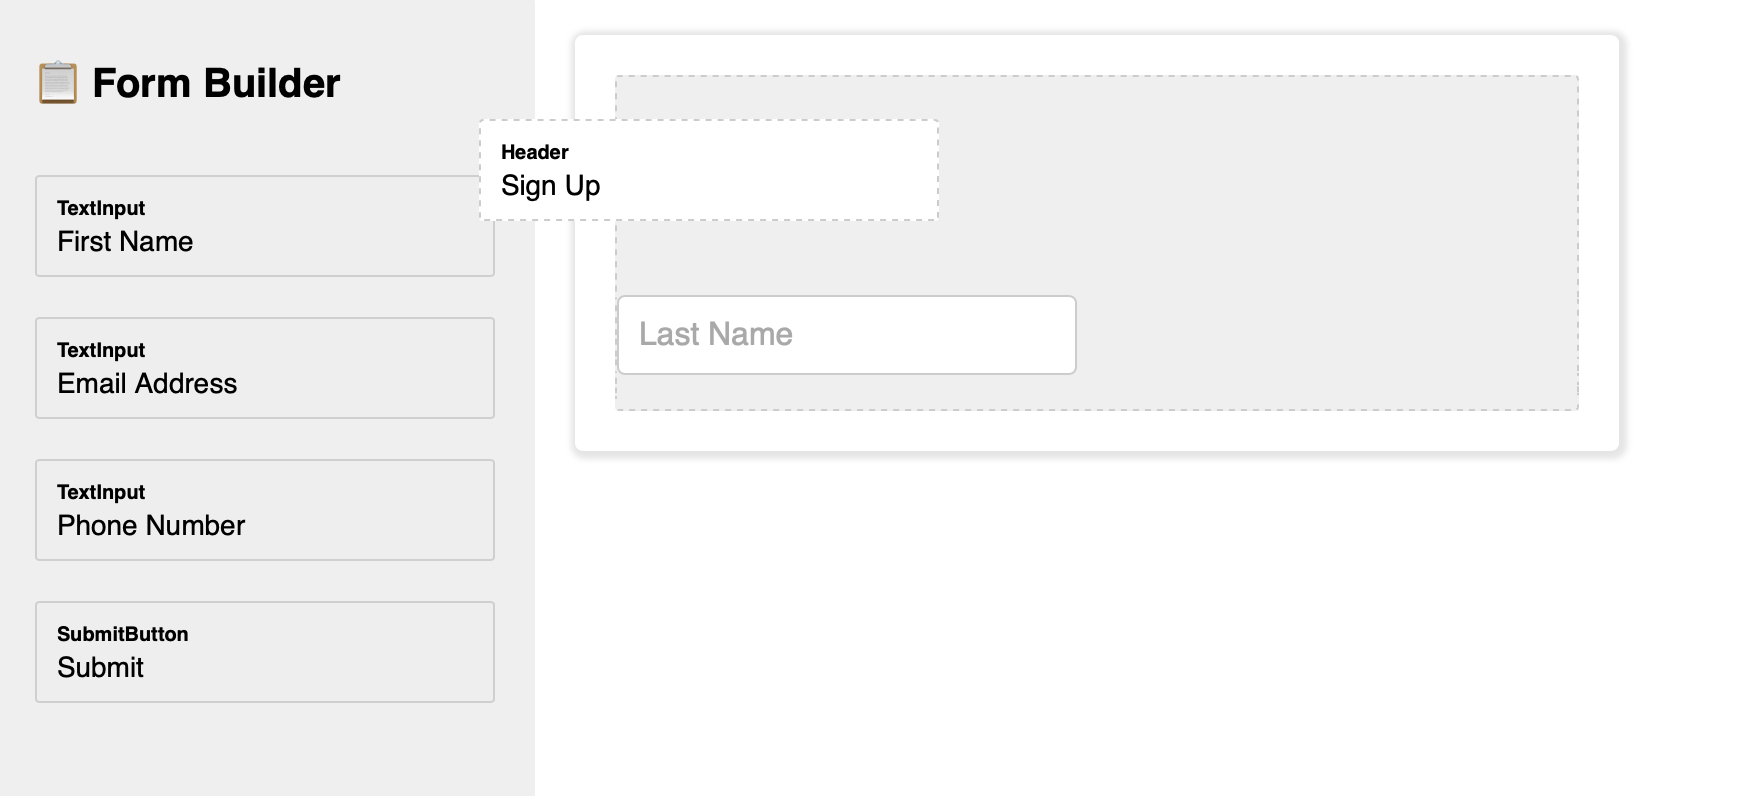 Form Builder
Header
Sign Up
TextInput
First Name
TextInput
Email Address
TextInput
Phone Number
SubmitButton
Submit
Last Name